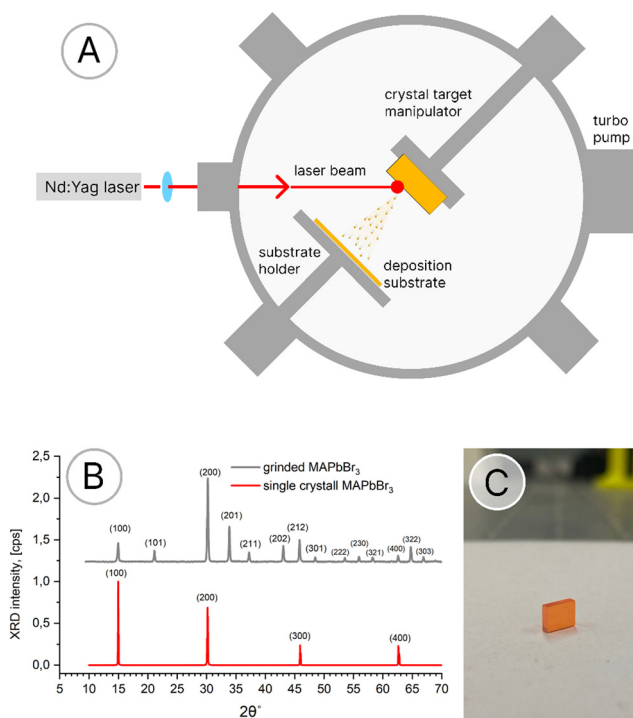 A
crystal target
manipulator
turbo
pump
Nd:Yag laser
laser beam
substrate
holder
deposition
substrate
B
C
2,5
2,0
1,5
1,0
0,5
0,0
XRD intensity, [cps]
grinded MAPbBr₃
single crystall MAPbBr₃
(100)
(101)
(200)
(201)
(211)
(202)
(212)
(301)
(222)
(230)
(321)
(400)
(322)
(303)
(100)
(200)
(300)
(400)
5 10 15 20 25 30 35 40 45 50 55 60 65 70
2θ°